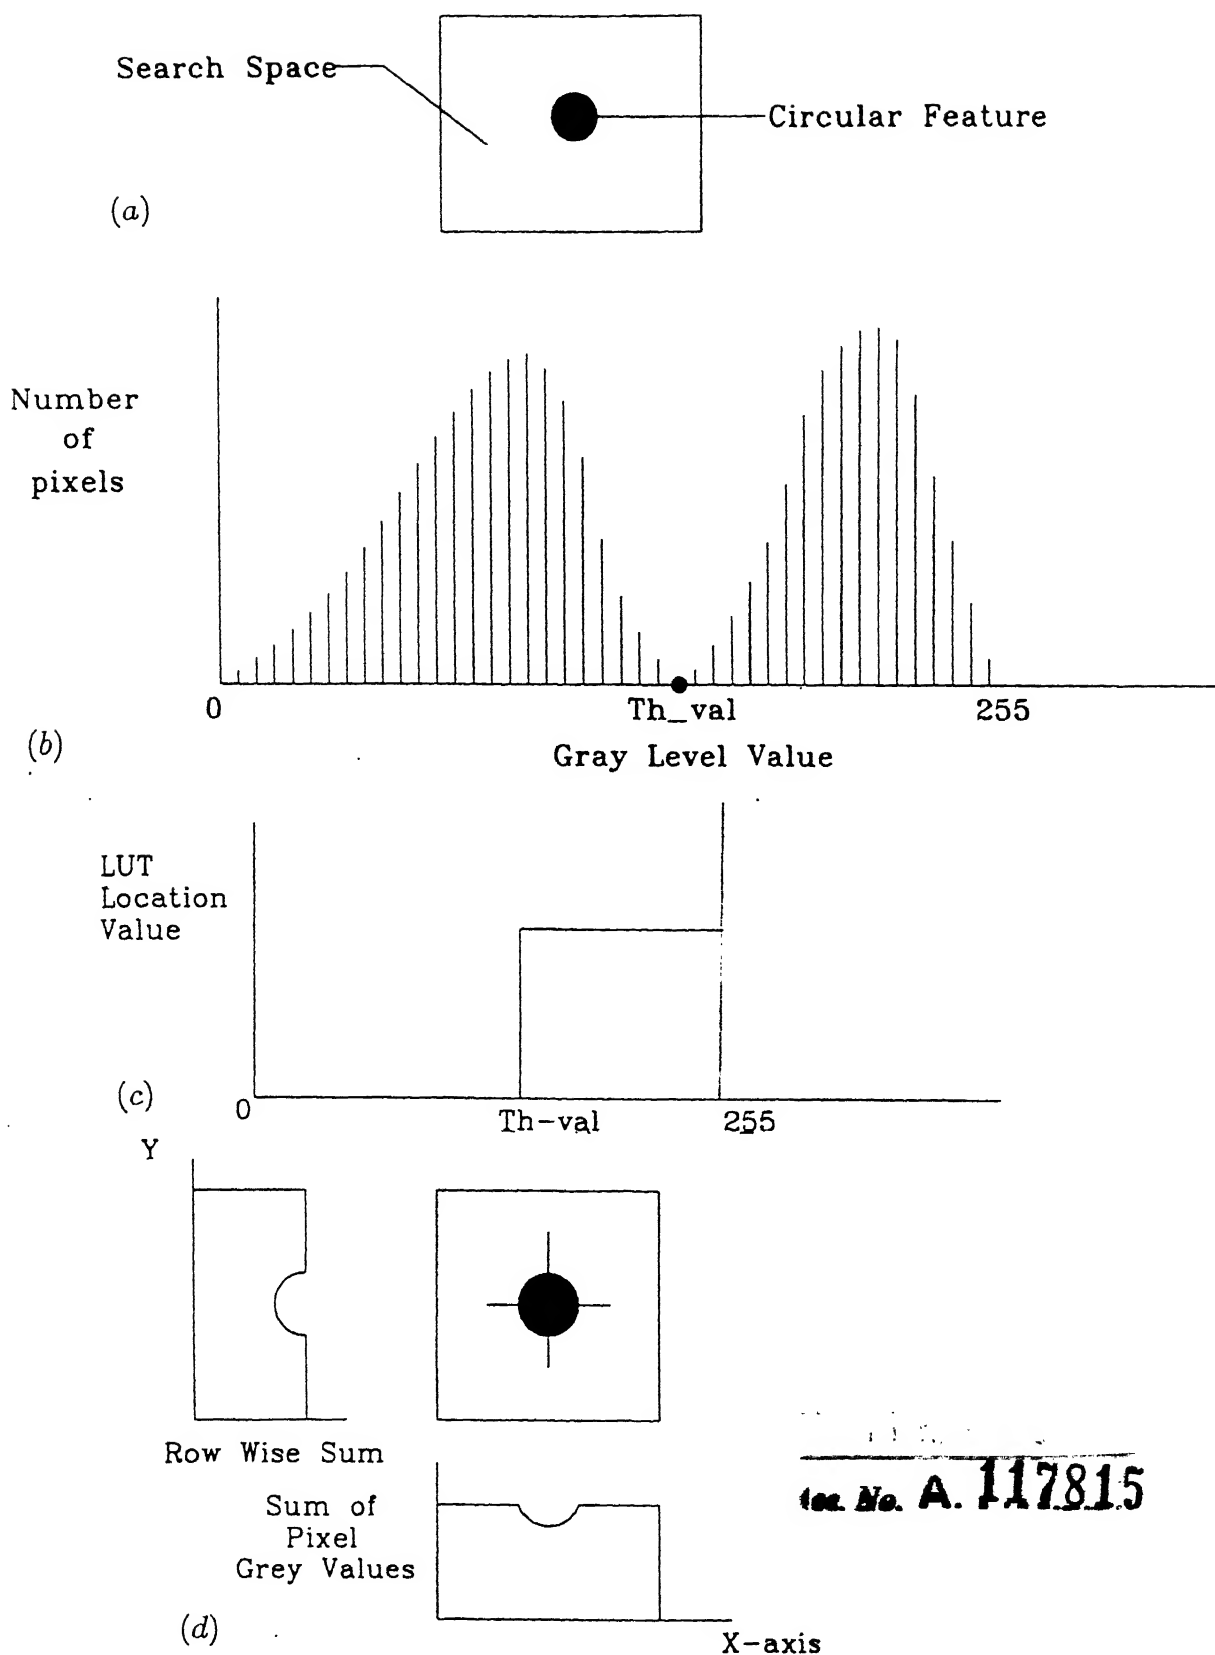 Search Space
Circular Feature
(a)
Number
of
pixels
0 Th_val 255
(b)
Gray Level Value
LUT
Location
Value
(c)
0 Th-val 255
Y
Row Wise Sum
Sum of
Pixel
Grey Values
No. A. 117815
(d)
X-axis